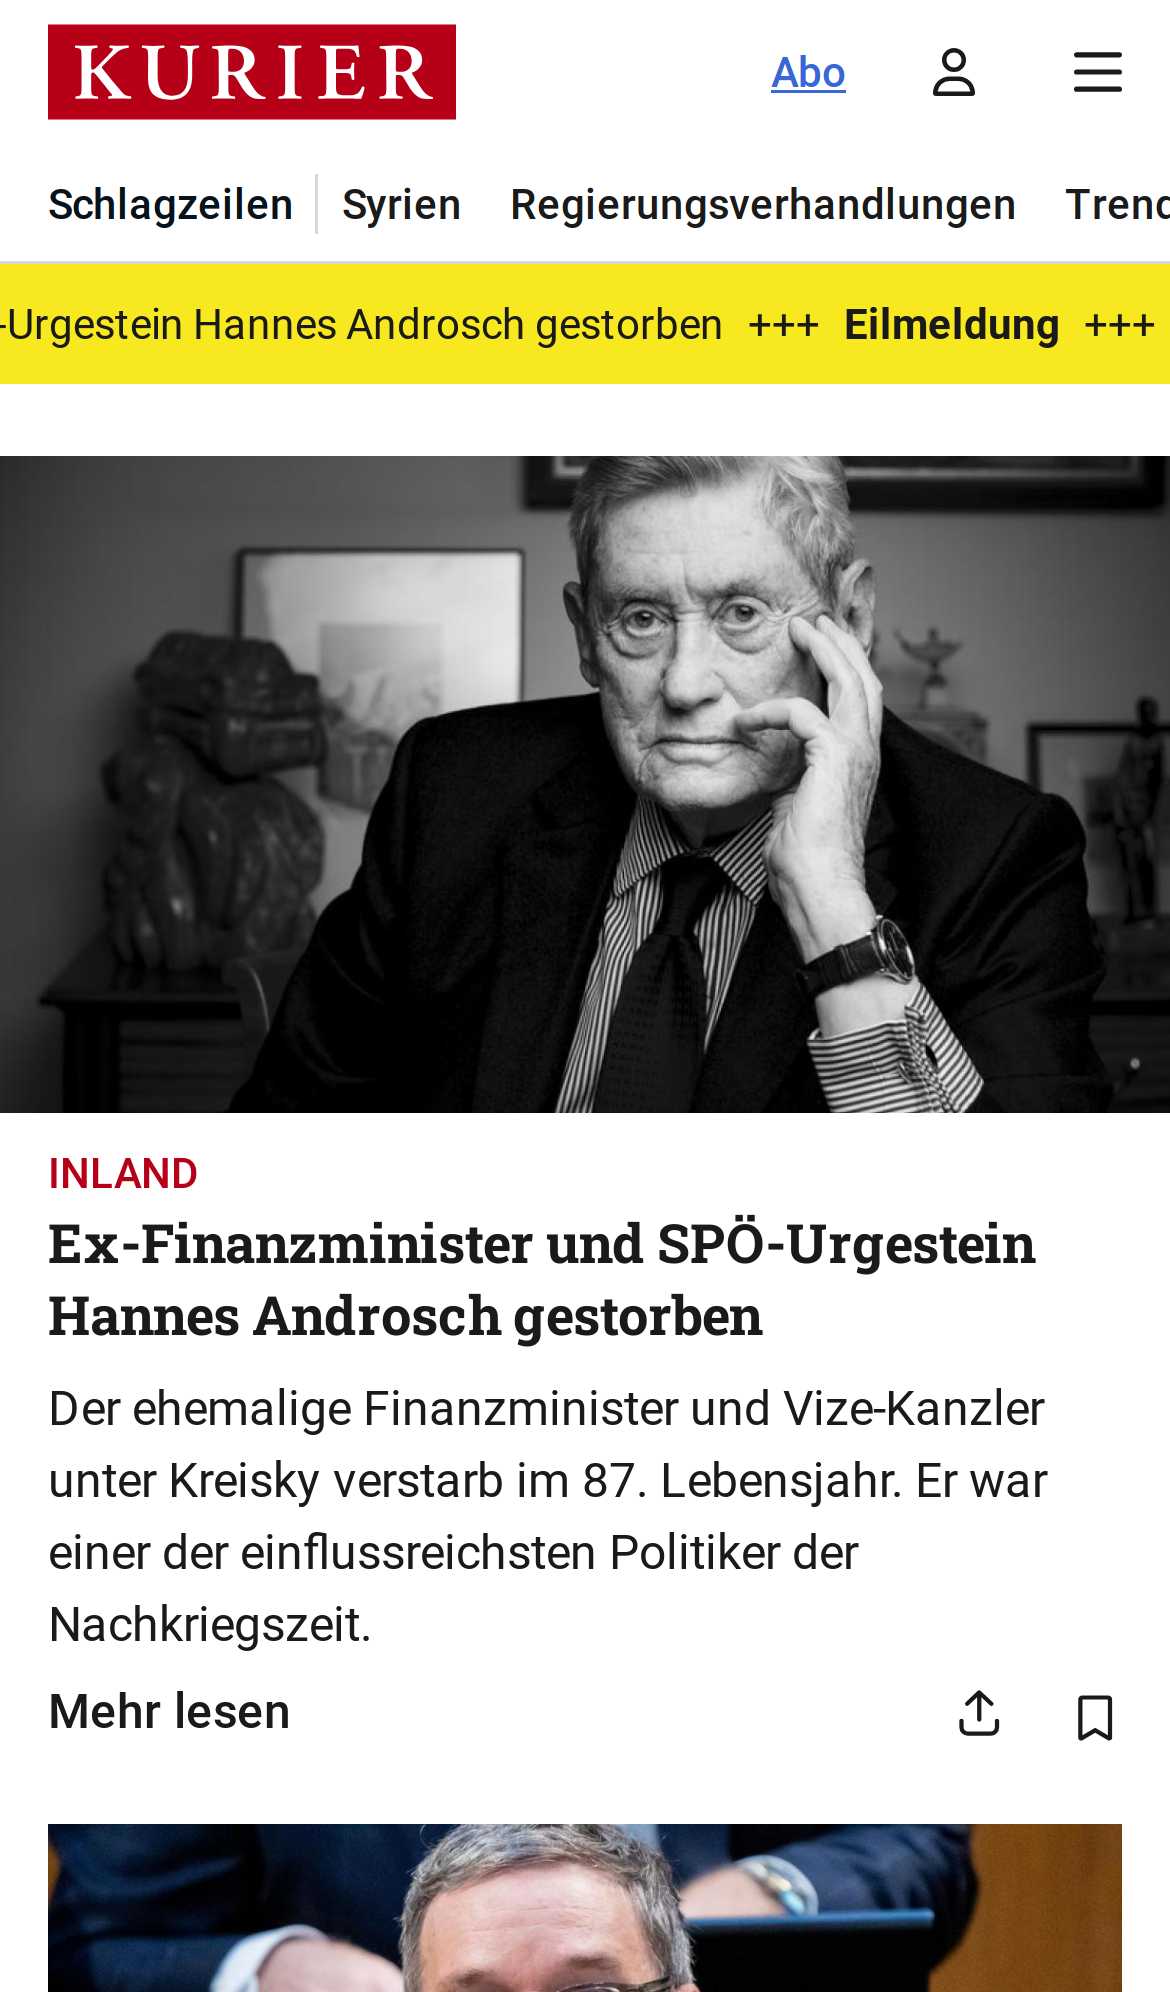 KURIER
Abo
Schlagzeilen
Syrien
Regierungsverhandlungen
Trend
-Urgestein Hannes Androsch gestorben +++ Eilmeldung +++
INLAND
Ex-Finanzminister und SPÖ-Urgestein
Hannes Androsch gestorben
Der ehemalige Finanzminister und Vize-Kanzler
unter Kreisky verstarb im 87. Lebensjahr. Er war
einer der einflussreichsten Politiker der
Nachkriegszeit.
Mehr lesen